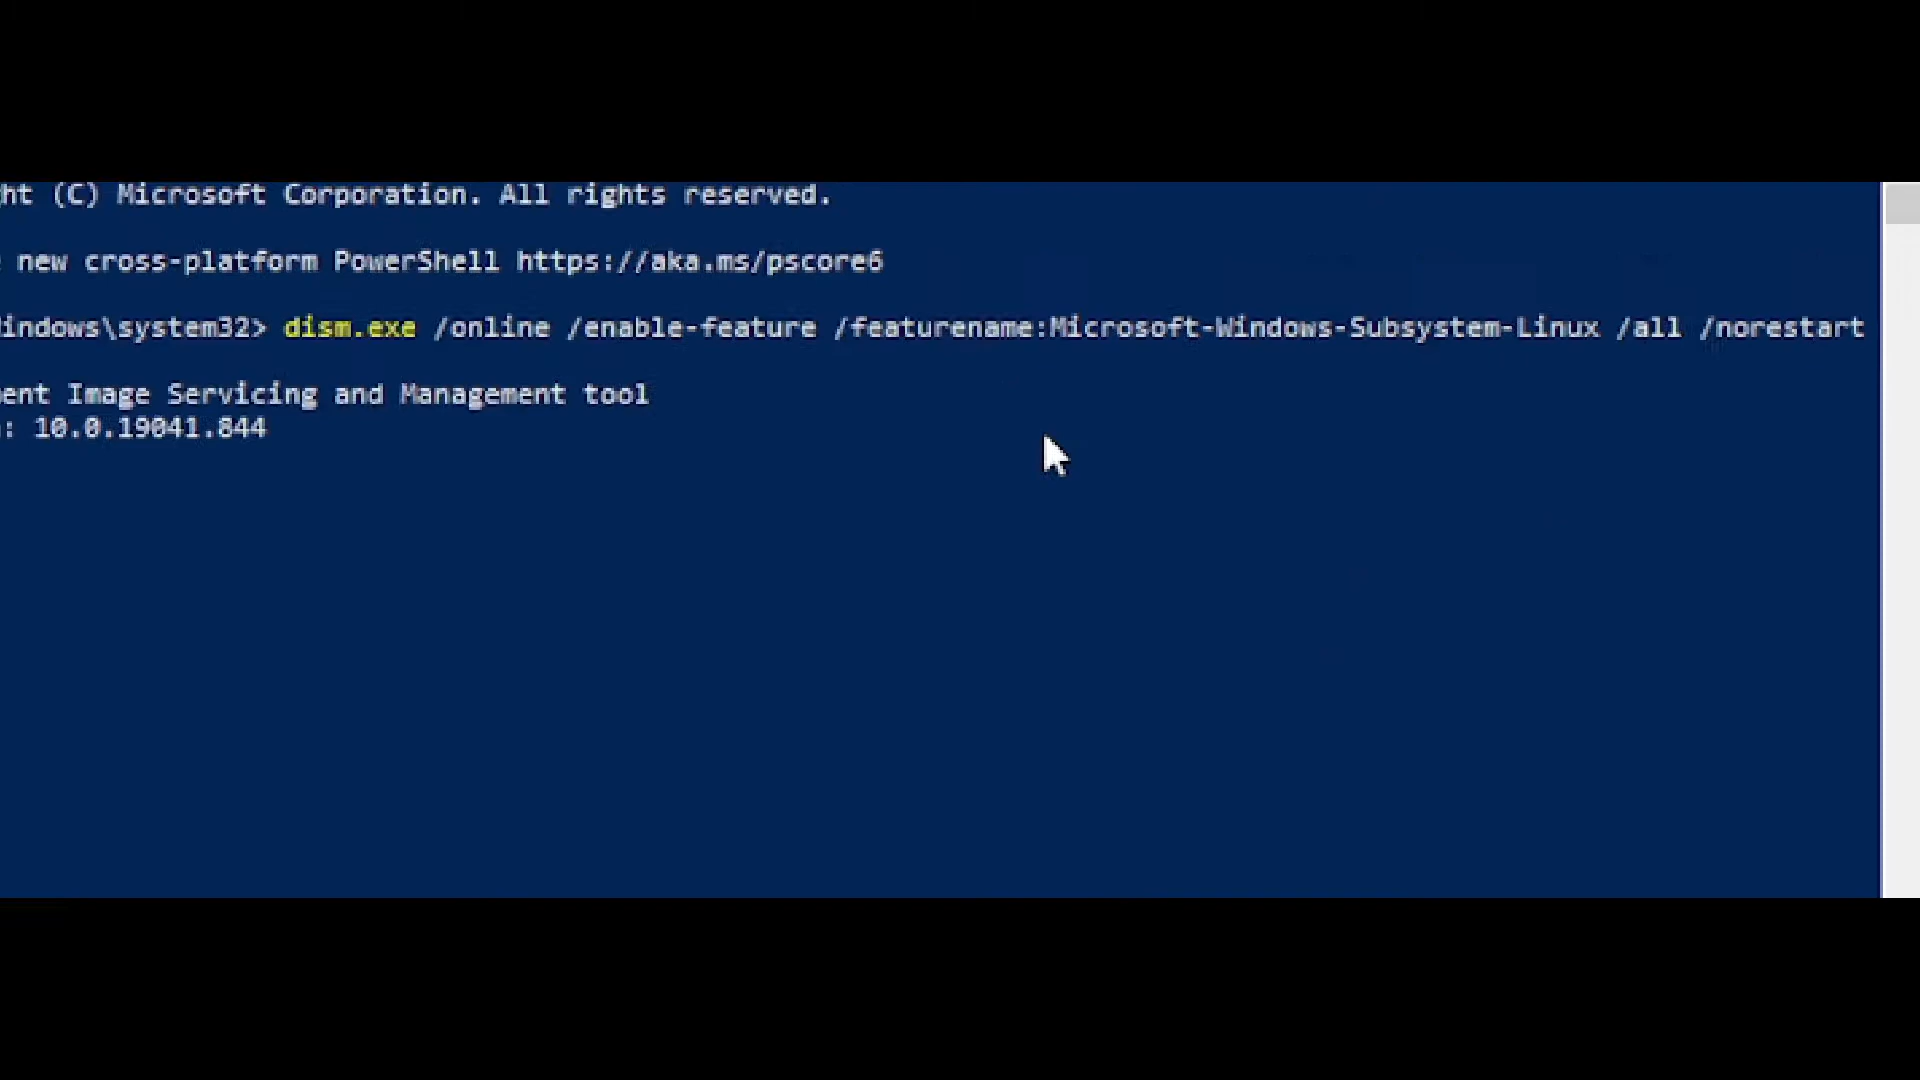 ht (C) Microsoft Corporation. All rights reserved.
new cross-platform PowerShell https://aka.ms/pscore6
indows\system32> dism.exe /online /enable-feature /featurename:Microsoft-Windows-Subsystem-Linux /all /norestart
ent Image Servicing and Management tool
: 10.0.19041.844